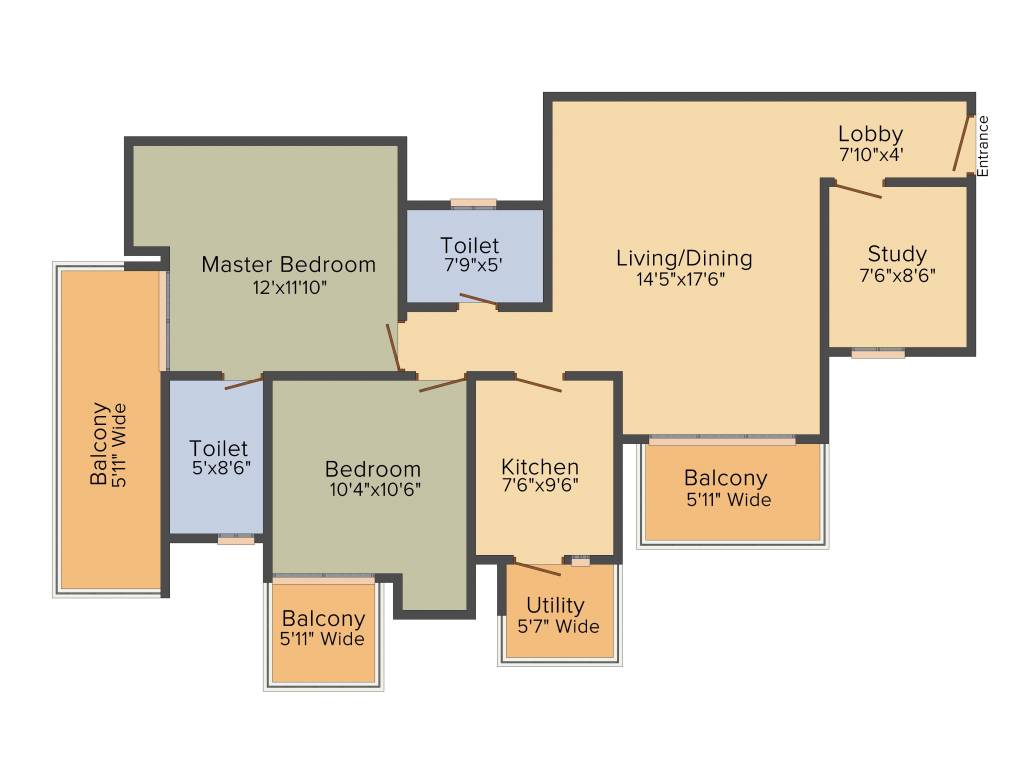 Lobby
7'10"x4'
Entrance
Toilet
7'9"x5'
Living/Dining
14'5"x17'6"
Study
7'6"x8'6"
Master Bedroom
12'x11'10"
Balcony
5'11" Wide
Toilet
5'x8'6"
Bedroom
10'4"x10'6"
Kitchen
7'6"x9'6"
Balcony
5'11" Wide
Balcony
5'11" Wide
Utility
5'7" Wide